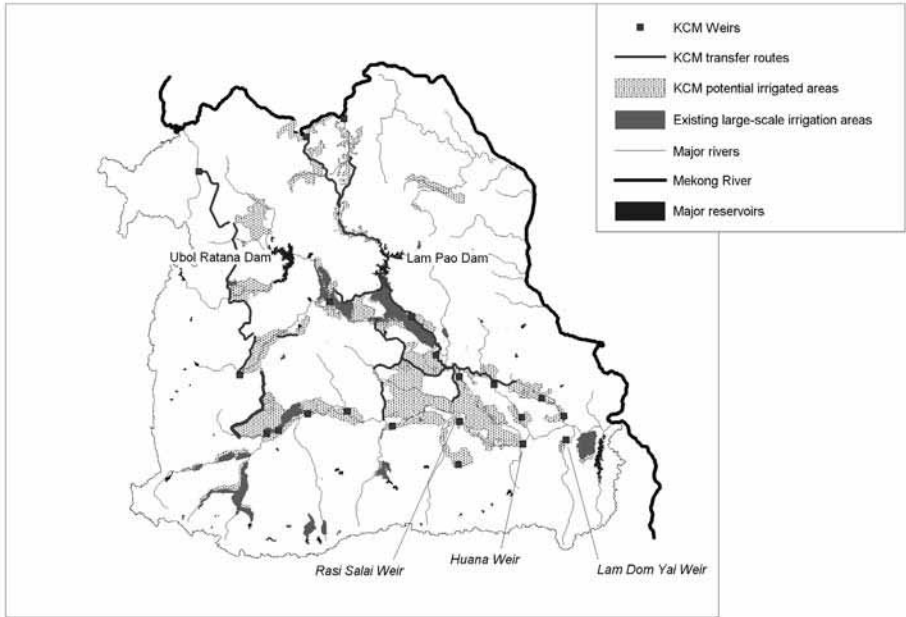 KCM Weirs
KCM transfer routes
KCM potential irrigated areas
Existing large-scale irrigation areas
Major rivers
Mekong River
Major reservoirs
Ubol Ratana Dam
Lam Pao Dam
Rasi Salai Weir
Huana Weir
Lam Dom Yai Weir